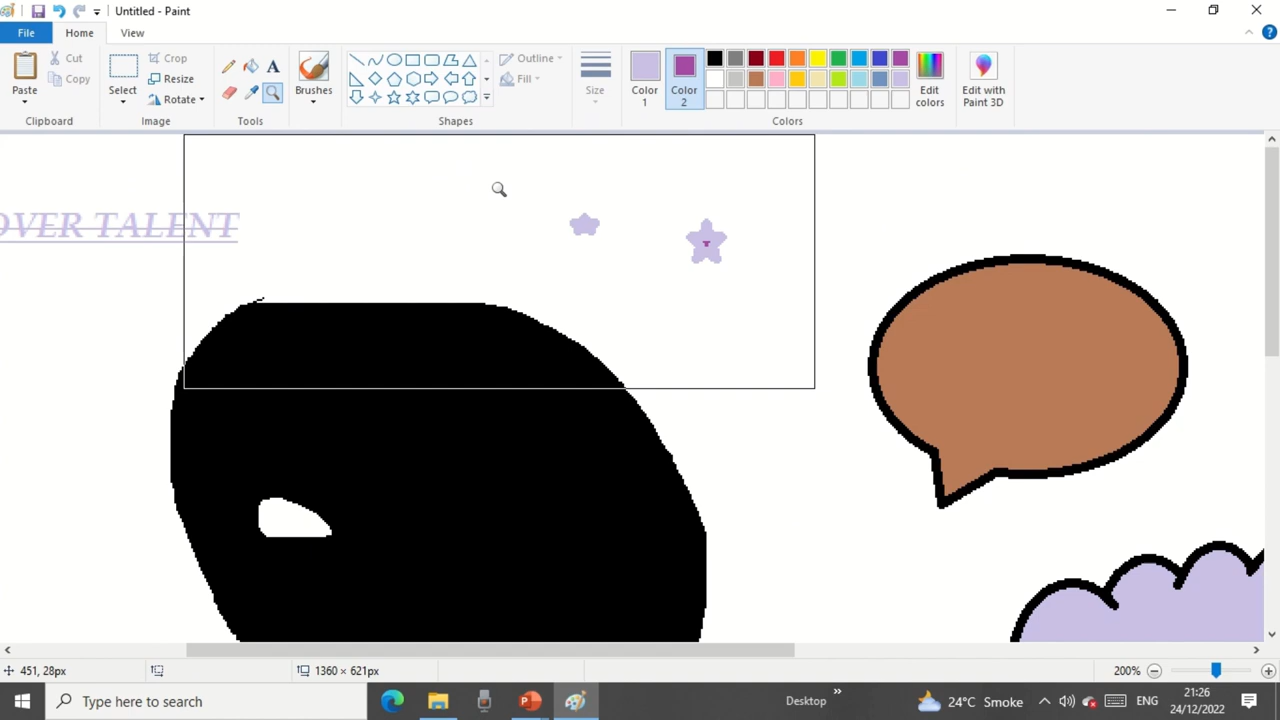 Untitled - Paint
File
Home
View
Paste
Cut
Copy
Clipboard
Select
Crop
Resize
Rotate
Image
A
Tools
Brushes
Shapes
Outline
Fill
Size
Color 1
Color 2
Colors
Edit colors
Edit with Paint 3D
OVER TALENT
451, 28px
1360 × 621px
200%
Type here to search
Desktop
24°C Smoke
ENG
21:26
24/12/2022